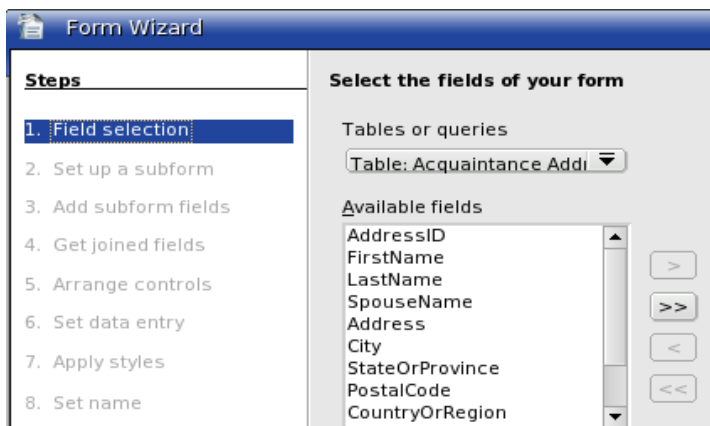 Form Wizard
Steps
1. Field selection
2. Set up a subform
3. Add subform fields
4. Get joined fields
5. Arrange controls
6. Set data entry
7. Apply styles
8. Set name
Select the fields of your form
Tables or queries
Table: Acquaintance Add
Available fields
AddressID
FirstName
LastName
SpouseName
Address
City
StateOrProvince
PostalCode
CountryOrRegion
>
>>
<
<<